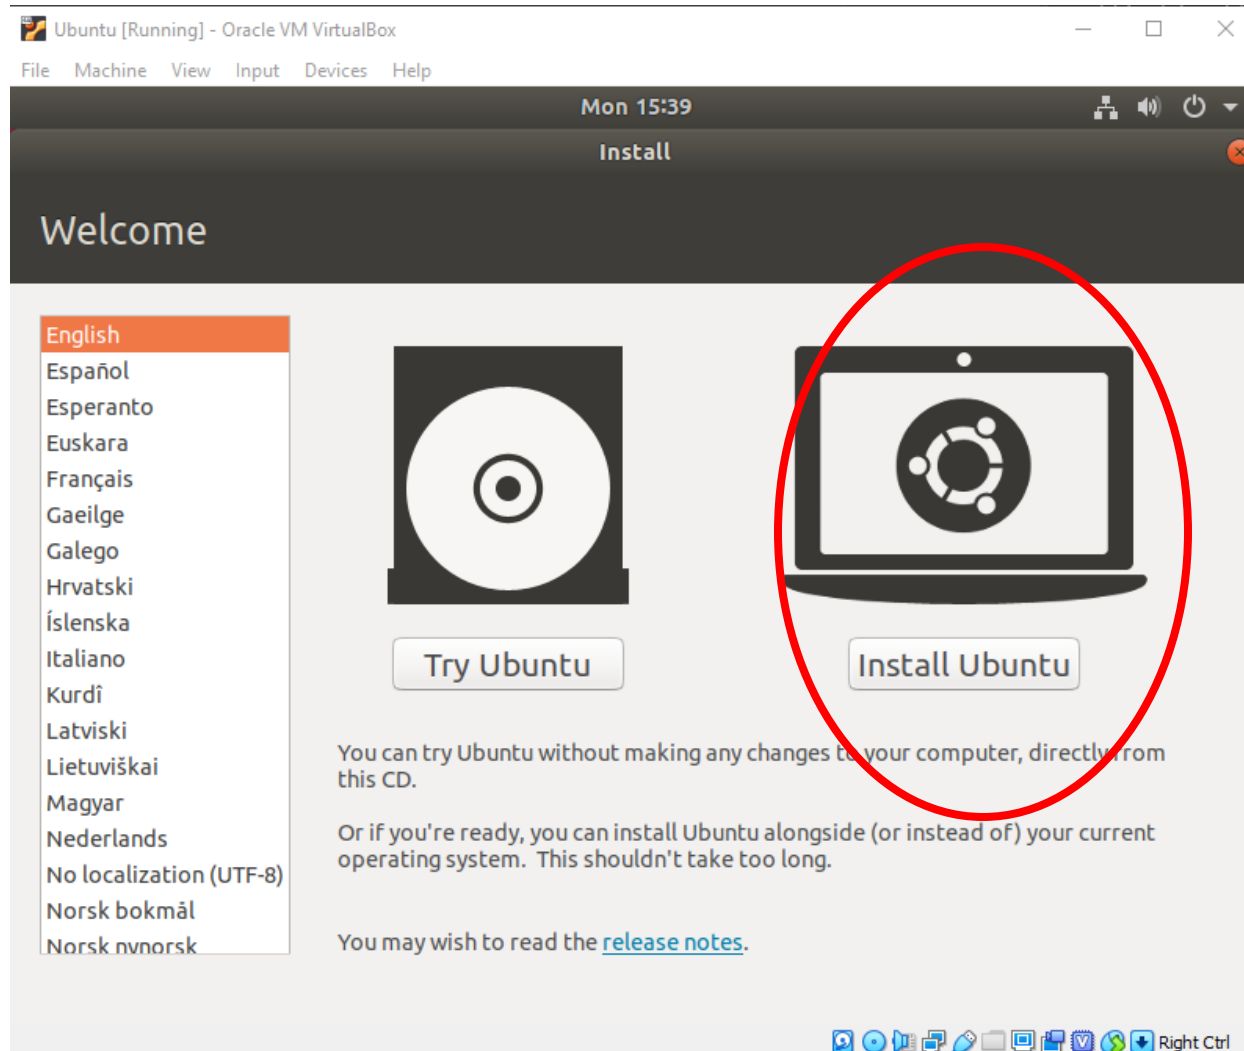 Ubuntu [Running] - Oracle VM VirtualBox
File Machine View Input Devices Help
Mon 15:39
Install
Welcome
English
Español
Esperanto
Euskara
Français
Gaeilge
Galego
Hrvatski
Íslenska
Italiano
Kurdî
Latviski
Lietuviškai
Magyar
Nederlands
No localization (UTF-8)
Norsk bokmål
Norsk nynorsk
Try Ubuntu
Install Ubuntu
You can try Ubuntu without making any changes to your computer, directly from
this CD.
Or if you're ready, you can install Ubuntu alongside (or instead of) your current
operating system. This shouldn't take too long.
You may wish to read the release notes.
Right Ctrl